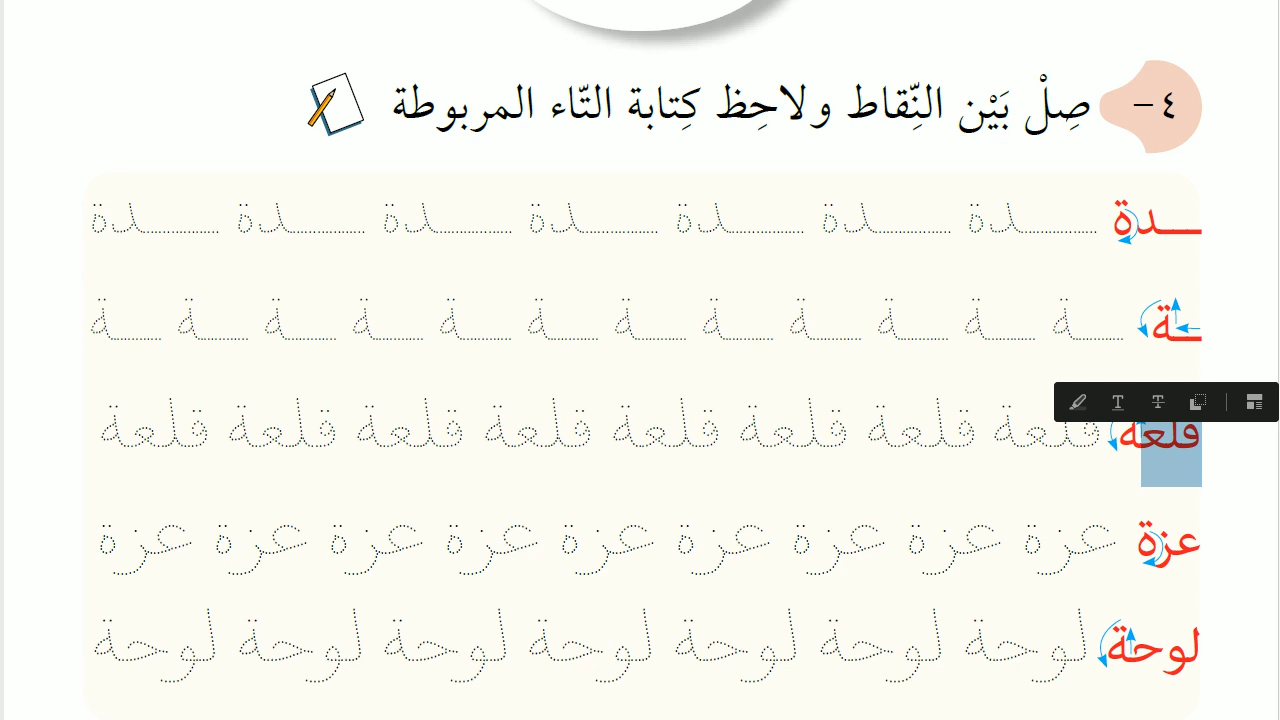 ٤- صِلْ بَيْن النِّقاط ولاحِظ كِتابة التّاء المربوطة
ـــدة ـــدة ـــدة ـــدة ـــدة ـــدة ـــدة ـــدة
ـــة ـــة ـــة ـــة ـــة ـــة ـــة ـــة ـــة ـــة ـــة ـــة ـــة
قلعة قلعة قلعة قلعة قلعة قلعة قلعة قلعة قلعة
عزة عزة عزة عزة عزة عزة عزة عزة عزة عزة
لوحة لوحة لوحة لوحة لوحة لوحة لوحة لوحة